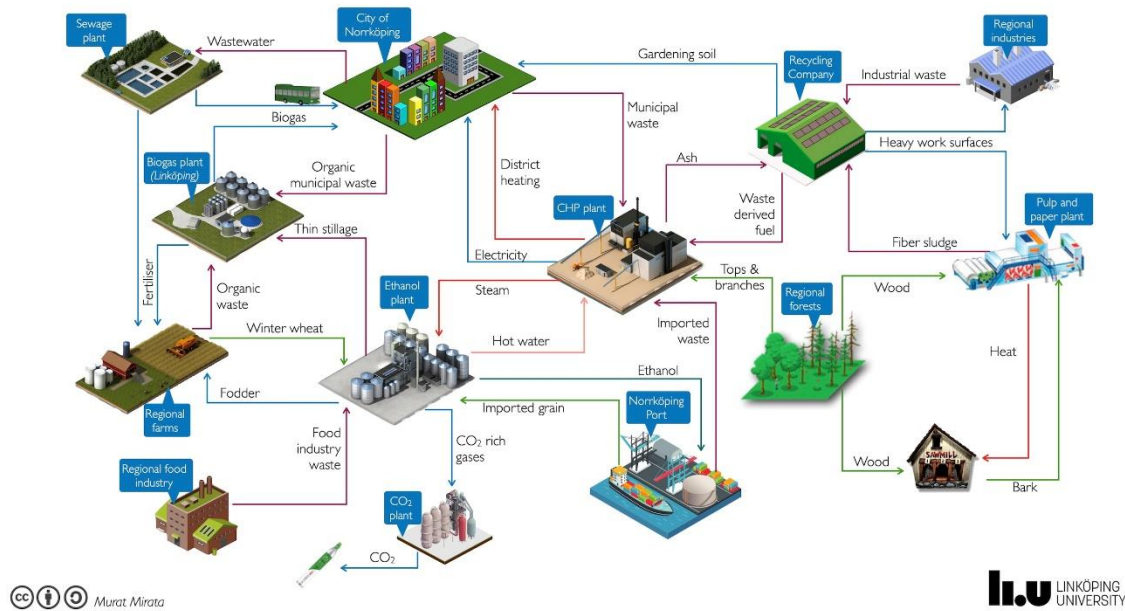 Sewage
plant
Wastewater
City of
Norrköping
Gardening soil
Recycling
Company
Regional
industries
Industrial waste
Biogas
Municipal
waste
Heavy work surfaces
Biogas plant
(Linköping)
Organic
municipal waste
District
heating
Ash
CHP plant
Waste
derived
fuel
Pulp and
paper plant
Fiber sludge
Thin stillage
Electricity
Fertiliser
Organic
waste
Ethanol
plant
Steam
Tops &
branches
Regional
forests
Wood
Winter wheat
Hot water
Imported
waste
Heat
Regional
farms
Fodder
Ethanol
Imported grain
Norrköping
Port
Food
industry
waste
CO2 rich
gases
Wood
SAWMILL
Bark
Regional food
industry
CO2
plant
CO2
cc
Murat Mirata
LiU LINKÖPING
UNIVERSITY